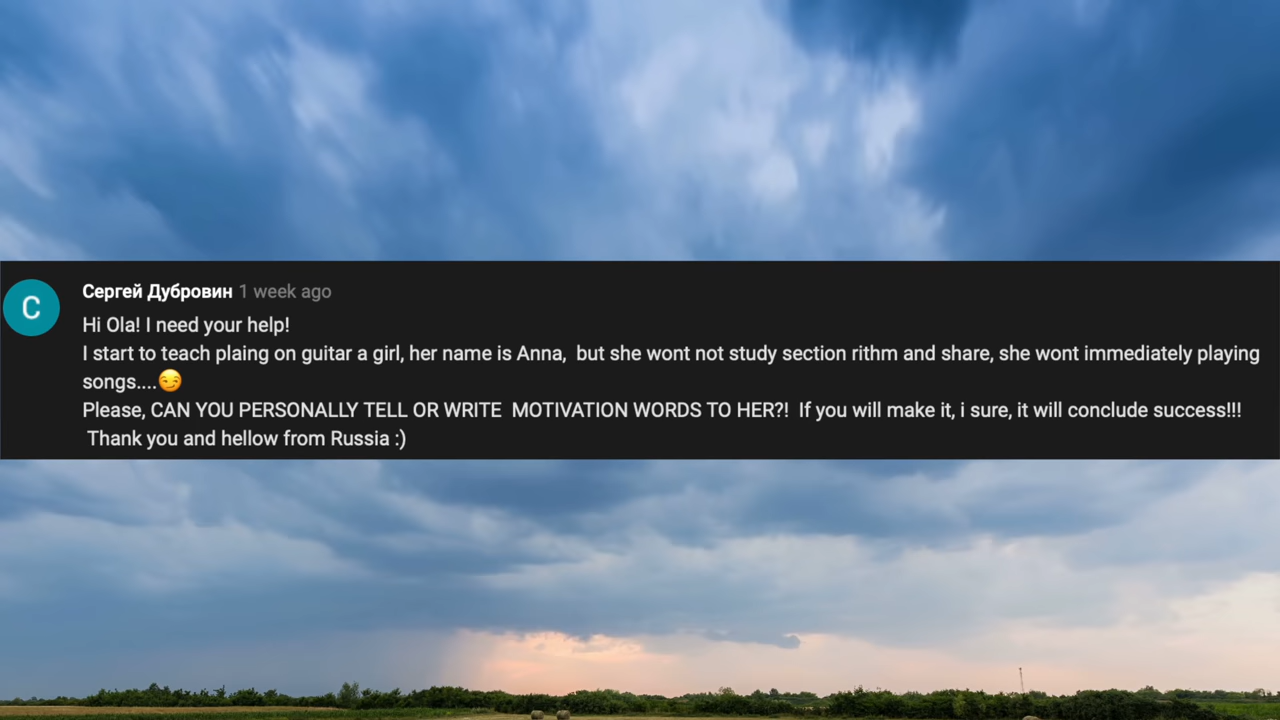 С
Сергей Дубровин 1 week ago
Hi Ola! I need your help!
I start to teach plaing on guitar a girl, her name is Anna,  but she wont not study section rithm and share, she wont immediately playing
songs....😏
Please, CAN YOU PERSONALLY TELL OR WRITE  MOTIVATION WORDS TO HER?!  If you will make it, i sure, it will conclude success!!!
Thank you and hellow from Russia :)